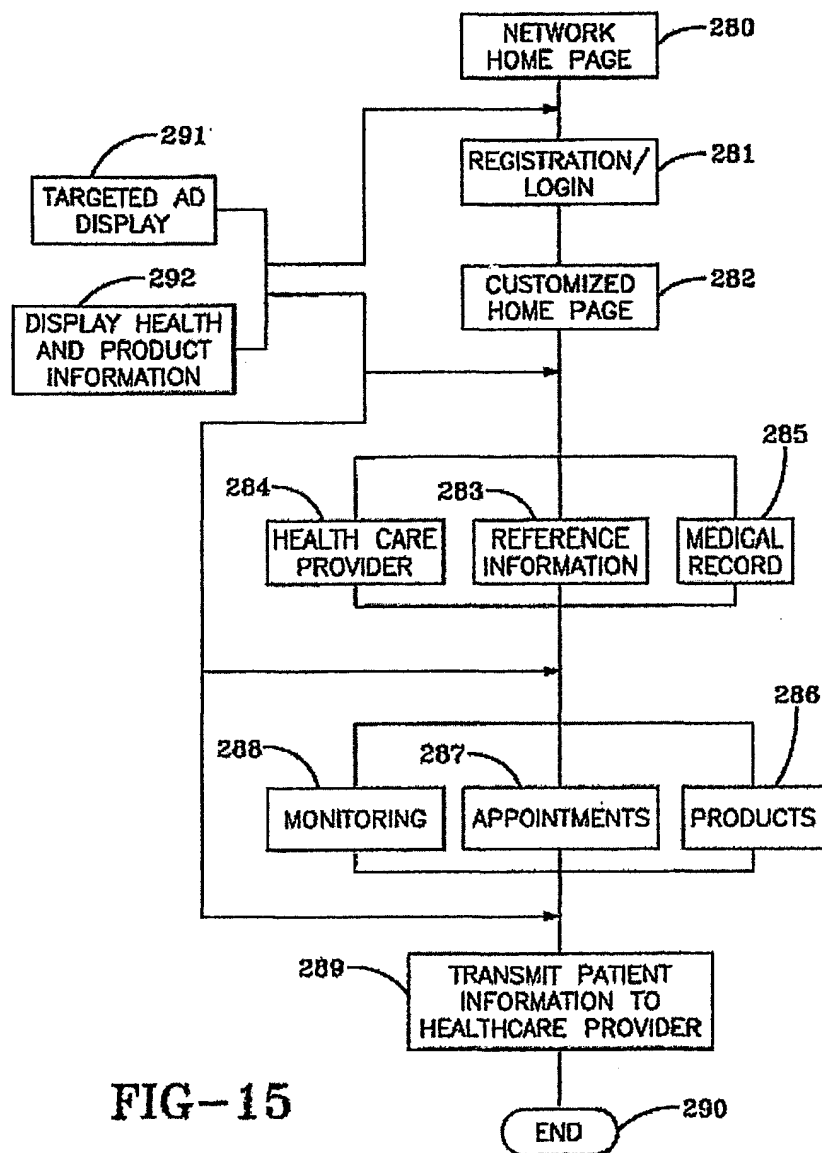 NETWORK
HOME PAGE
280
291
TARGETED AD
DISPLAY
REGISTRATION/
LOGIN
281
292
DISPLAY HEALTH
AND PRODUCT
INFORMATION
CUSTOMIZED
HOME PAGE
282
284
HEALTH CARE
PROVIDER
283
REFERENCE
INFORMATION
285
MEDICAL
RECORD
288
MONITORING
287
APPOINTMENTS
286
PRODUCTS
289
TRANSMIT PATIENT
INFORMATION TO
HEALTHCARE PROVIDER
FIG-15
END
290